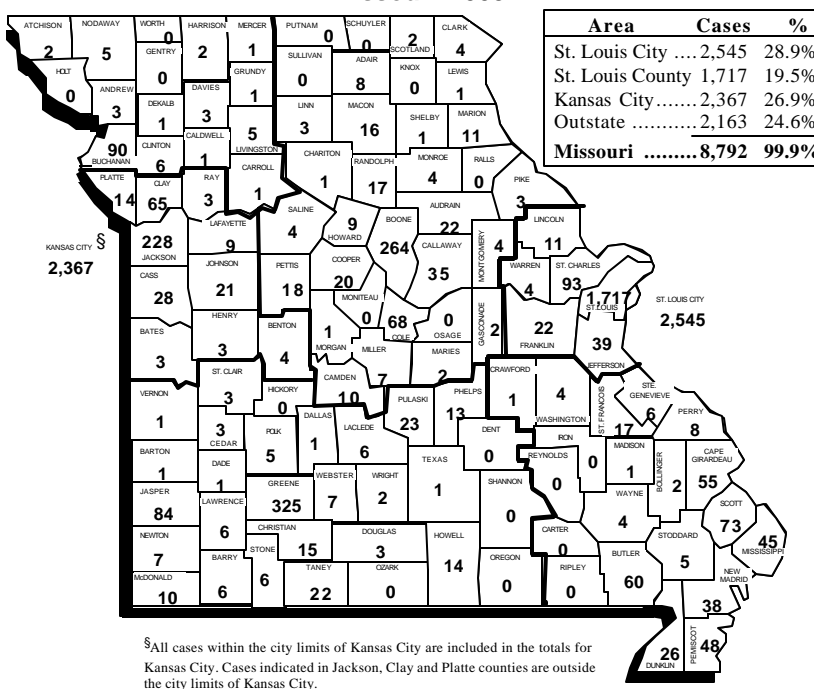 Area Cases % 
St. Louis City .... 2,545 28.9%
St. Louis County 1,717 19.5%
Kansas City....... 2,367 26.9%
Outstate ............ 2,163 24.6%
Missouri ......... 8,792 99.9%
ATCHISON 2
NODAWAY 5
WORTH 0
HARRISON 2
MERCER 1
PUTNAM 0
SCHUYLER 0
SCOTLAND 2
CLARK 4
HOLT 0
ANDREW 3
GENTRY 0
DEKALB 1
DAVIES 3
GRUNDY 1
SULLIVAN 0
ADAIR 8
KNOX 0
LEWIS 1
LINN 3
MACON 16
SHELBY 1
MARION 11
90 BUCHANAN
CLINTON 6
CALDWELL 1
5 LIVINGSTON
CARROLL 1
CHARITON 1
RANDOLPH 17
MONROE 4
RALLS 0
PIKE 3
PLATTE 14
CLAY 65
RAY 3
KANSAS CITY §
2,367
228 JACKSON
LAFAYETTE 9
SALINE 4
9 HOWARD
BOONE 264
AUDRAIN 22
CALLAWAY 35
MONTGOMERY 4
LINCOLN 11
WARREN 4
ST. CHARLES 93
1,717 ST.LOUIS
ST. LOUIS CITY
2,545
CASS 28
JOHNSON 21
PETTIS 18
COOPER 20
MONITEAU 0
68 COLE
0 OSAGE
GASCONADE 2
22 FRANKLIN
39 JEFFERSON
BATES 3
HENRY 3
BENTON 4
1 MORGAN
MILLER 7
MARIES 2
CRAWFORD 1
4 WASHINGTON
ST. FRANCOIS 17
STE. GENEVIEVE 6
PERRY 8
VERNON 1
ST. CLAIR 3
HICKORY 0
CAMDEN 10
PULASKI 23
PHELPS 13
DENT 0
IRON 0
REYNOLDS 0
MADISON 1
BOLLINGER 2
CAPE GIRARDEAU 55
3 CEDAR
POLK 5
DALLAS 1
LACLEDE 6
TEXAS 1
SHANNON 0
WAYNE 4
SCOTT 73
45 MISSISSIPPI
BARTON 1
DADE 1
GREENE 325
WEBSTER 7
WRIGHT 2
JASPER 84
LAWRENCE 6
CHRISTIAN 15
DOUGLAS 3
HOWELL 14
CARTER 0
BUTLER 60
STODDARD 5
NEW MADRID 38
NEWTON 7
BARRY 6
STONE 6
TANEY 22
OZARK 0
OREGON 0
RIPLEY 0
McDONALD 10
26 DUNKLIN
PEMISCOT 48
§All cases within the city limits of Kansas City are included in the totals for
Kansas City. Cases indicated in Jackson, Clay and Platte counties are outside
the city limits of Kansas City.